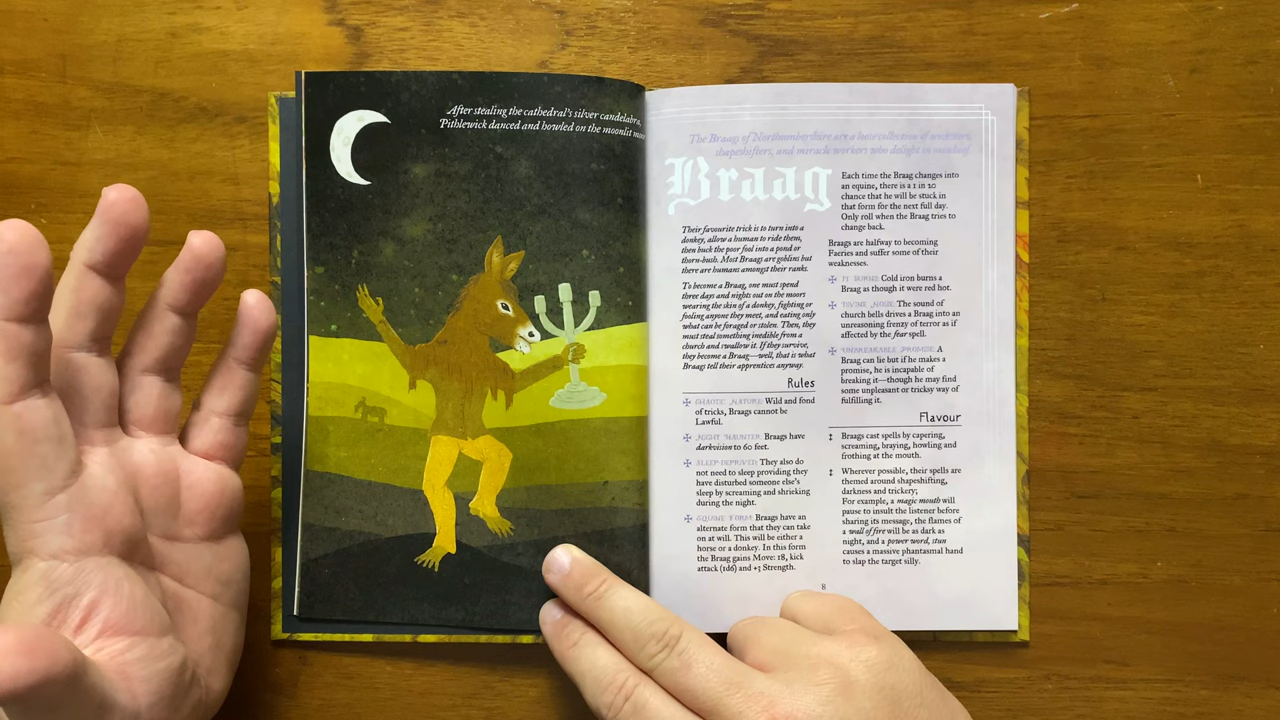 After stealing the cathedral's silver candelabra,
Pithlewick danced and howled on the moonlit
The Braags of Northumbershire are a loose collection of
shapeshifters, and miracle workers who delight in
Braag
Their favourite trick is to turn into a
donkey, allow a human to ride them,
then buck the poor fool into a pond or
thorn-bush. Most Braags are goblins but
there are humans amongst their ranks.
To become a Braag, one must spend
three days and nights out on the moors
wearing the skin of a donkey, fighting or
fooling anyone they meet, and eating only
what can be foraged or stolen. Then, they
must steal something inedible from a
church and swallow it. If they survive,
they become a Braag—well, that is what
Braags tell their apprentices anyway.
Rules
CHAOTIC NATURE: Wild and fond
of tricks, Braags cannot be
Lawful.
NIGHT HAUNTER: Braags have
darkvision to 60 feet.
SLEEP-DEPRIVED: They also do
not need to sleep providing they
have disturbed someone else's
sleep by screaming and shrieking
during the night.
EQUINE FORM: Braags have an
alternate form that they can take
on at will. This will be either a
horse or a donkey. In this form
the Braag gains Move: 18, kick
attack (1d6) and +3 Strength.
Each time the Braag changes into
an equine, there is a 1 in 20
chance that he will be stuck in
that form for the next full day.
Only roll when the Braag tries to
change back.
Braags are halfway to becoming
Faeries and suffer some of their
weaknesses.
IT BURNS: Cold iron burns a
Braag as though it were red hot.
DIVINE NOISE: The sound of
church bells drives a Braag into an
unreasoning frenzy of terror as if
affected by the fear spell.
UNBREAKABLE PROMISE: A
Braag can lie but if he makes a
promise, he is incapable of
breaking it—though he may find
some unpleasant or tricksy way of
fulfilling it.
Flavour
Braags cast spells by capering,
screaming, braying, howling and
frothing at the mouth.
Wherever possible, their spells are
themed around shapeshifting,
darkness and trickery;
For example, a magic mouth will
pause to insult the listener before
sharing its message, the flames of
a wall of fire will be as dark as
night, and a power word, stun
causes a massive phantasmal hand
to slap the target silly.
8